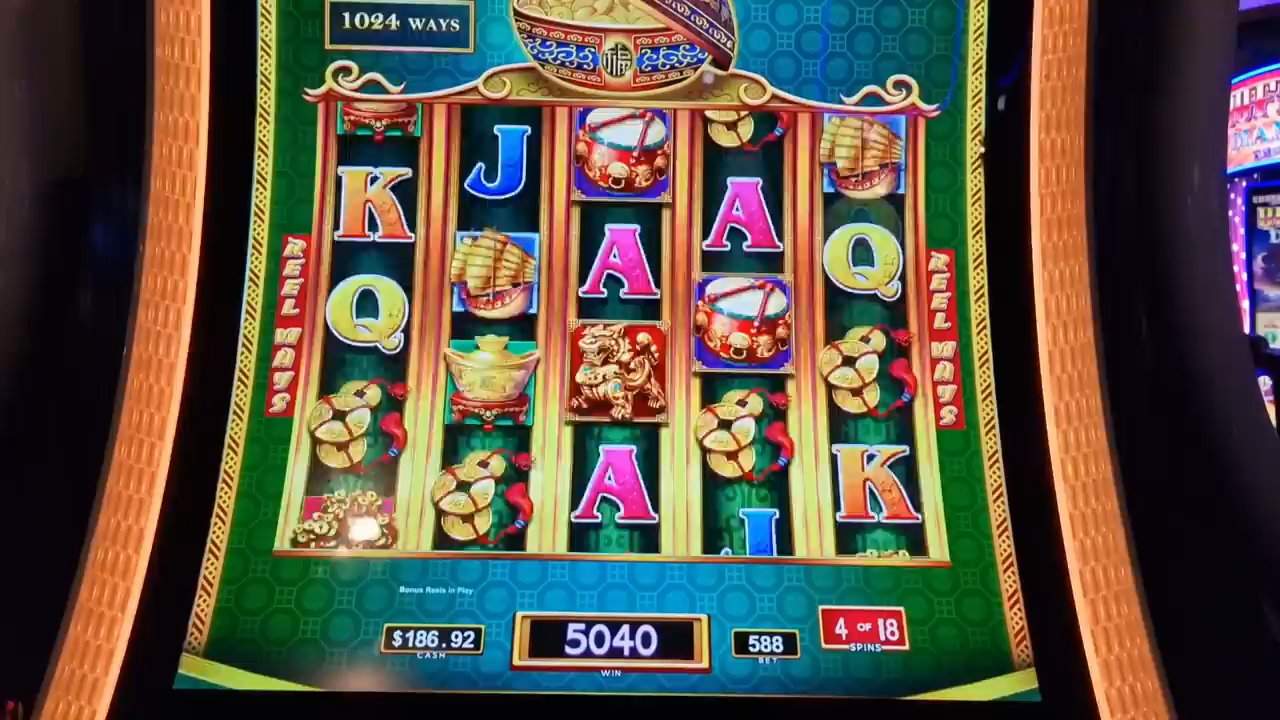 1024 WAYS
福
K
J
A
A
Q
Q
A
K
A
J
REEL WAYS
REEL WAYS
Bonus Reels in Play
$186.92
CASH
5040
WIN
588
BET
4 OF 18
SPINS